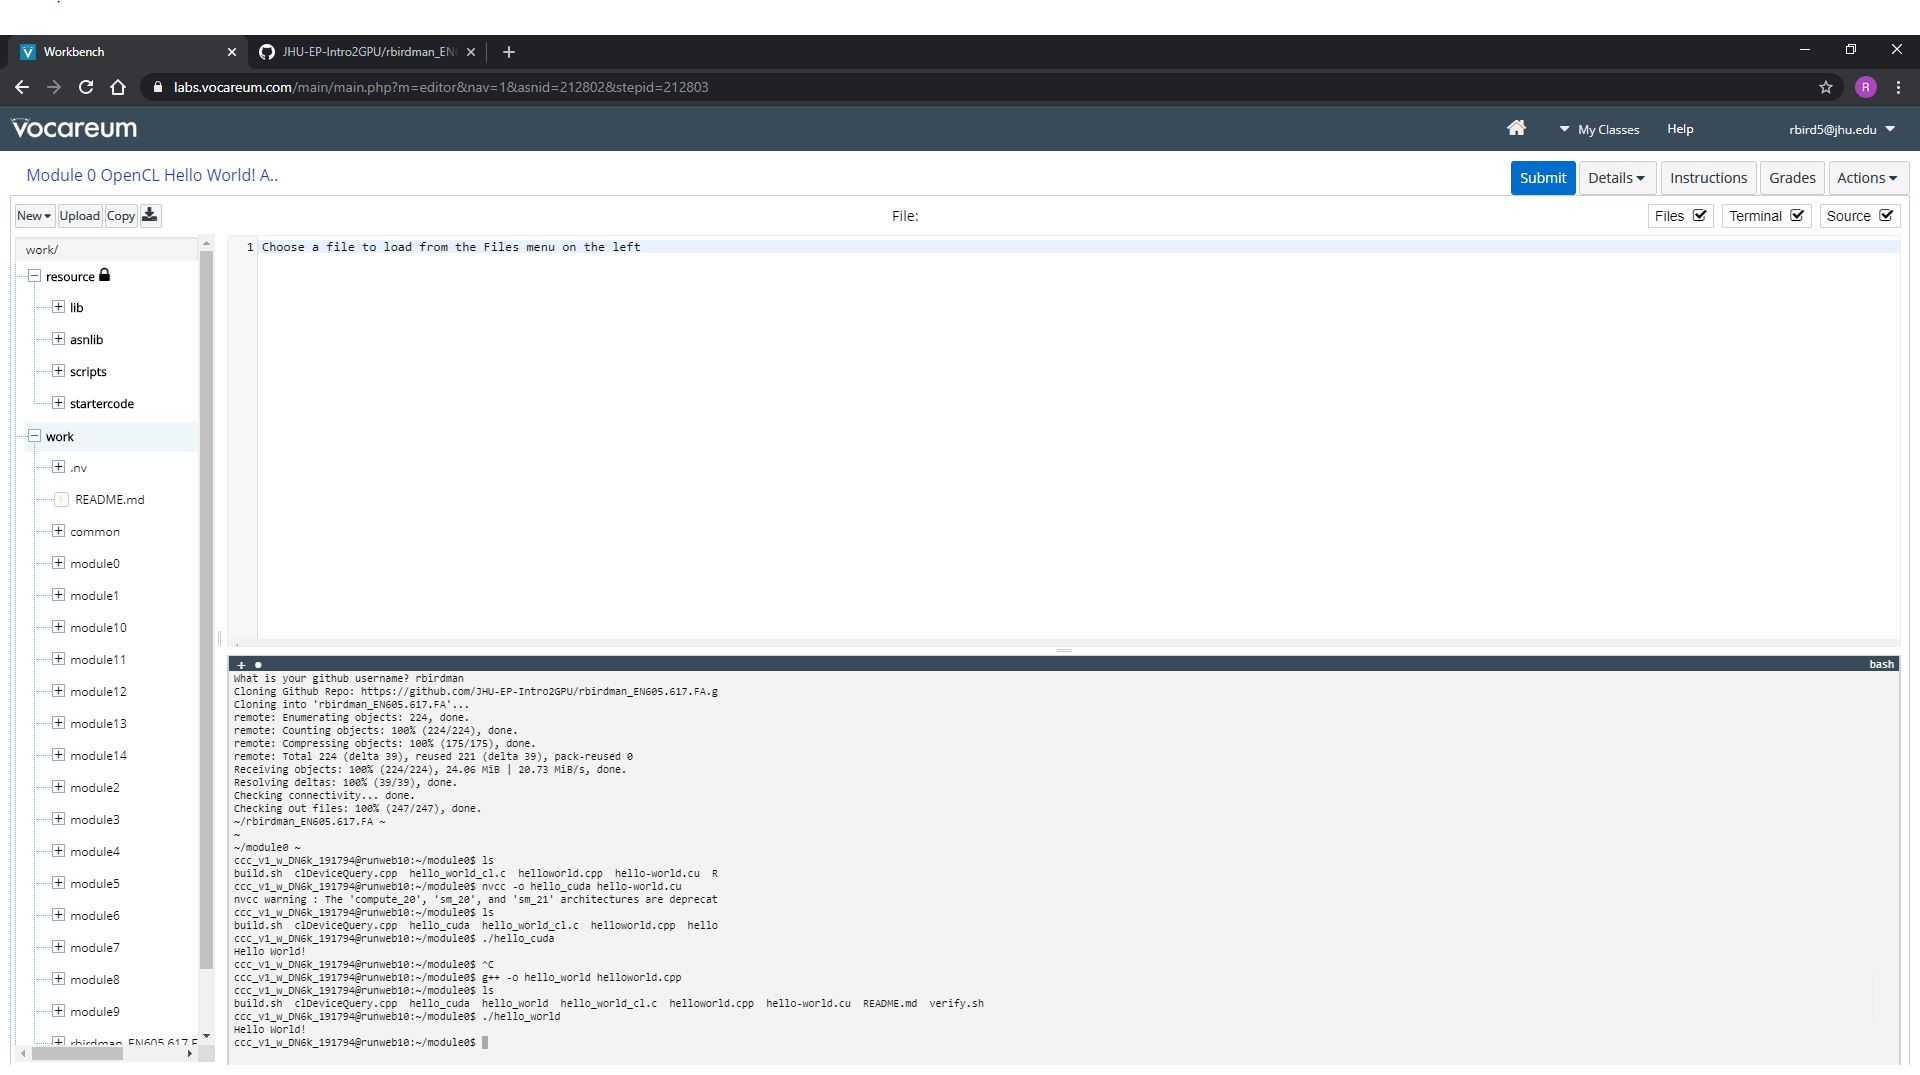 Workbench
JHU-EP-Intro2GPU/rbirdman_EN
labs.vocareum.com/main/main.php?m=editor&nav=1&asnid=212802&stepid=212803
R
vocareum
My Classes
Help
rbird5@jhu.edu
Module 0 OpenCL Hello World! A..
Submit
Details
Instructions
Grades
Actions
New
Upload
Copy
File:
Files
Terminal
Source
work/
resource
lib
asnlib
scripts
startercode
work
.nv
README.md
common
module0
module1
module10
module11
module12
module13
module14
module2
module3
module4
module5
module6
module7
module8
module9
rbirdman_EN605.617.F
1 Choose a file to load from the Files menu on the left
+
bash
What is your github username? rbirdman
Cloning Github Repo: https://github.com/JHU-EP-Intro2GPU/rbirdman_EN605.617.FA.g
Cloning into 'rbirdman_EN605.617.FA'...
remote: Enumerating objects: 224, done.
remote: Counting objects: 100% (224/224), done.
remote: Compressing objects: 100% (175/175), done.
remote: Total 224 (delta 39), reused 221 (delta 39), pack-reused 0
Receiving objects: 100% (224/224), 24.06 MiB | 20.73 MiB/s, done.
Resolving deltas: 100% (39/39), done.
Checking connectivity... done.
Checking out files: 100% (247/247), done.
~/rbirdman_EN605.617.FA ~
~
~/module0 ~
ccc_v1_w_DN6k_191794@runweb10:~/module0$ ls
build.sh  clDeviceQuery.cpp  hello_world_cl.c  helloworld.cpp  hello-world.cu  R
ccc_v1_w_DN6k_191794@runweb10:~/module0$ nvcc -o hello_cuda hello-world.cu
nvcc warning : The 'compute_20', 'sm_20', and 'sm_21' architectures are deprecat
ccc_v1_w_DN6k_191794@runweb10:~/module0$ ls
build.sh  clDeviceQuery.cpp  hello_cuda  hello_world_cl.c  helloworld.cpp  hello
ccc_v1_w_DN6k_191794@runweb10:~/module0$ ./hello_cuda
Hello World!
ccc_v1_w_DN6k_191794@runweb10:~/module0$ ^C
ccc_v1_w_DN6k_191794@runweb10:~/module0$ g++ -o hello_world helloworld.cpp
ccc_v1_w_DN6k_191794@runweb10:~/module0$ ls
build.sh  clDeviceQuery.cpp  hello_cuda  hello_world  hello_world_cl.c  helloworld.cpp  hello-world.cu  README.md  verify.sh
ccc_v1_w_DN6k_191794@runweb10:~/module0$ ./hello_world
Hello World!
ccc_v1_w_DN6k_191794@runweb10:~/module0$